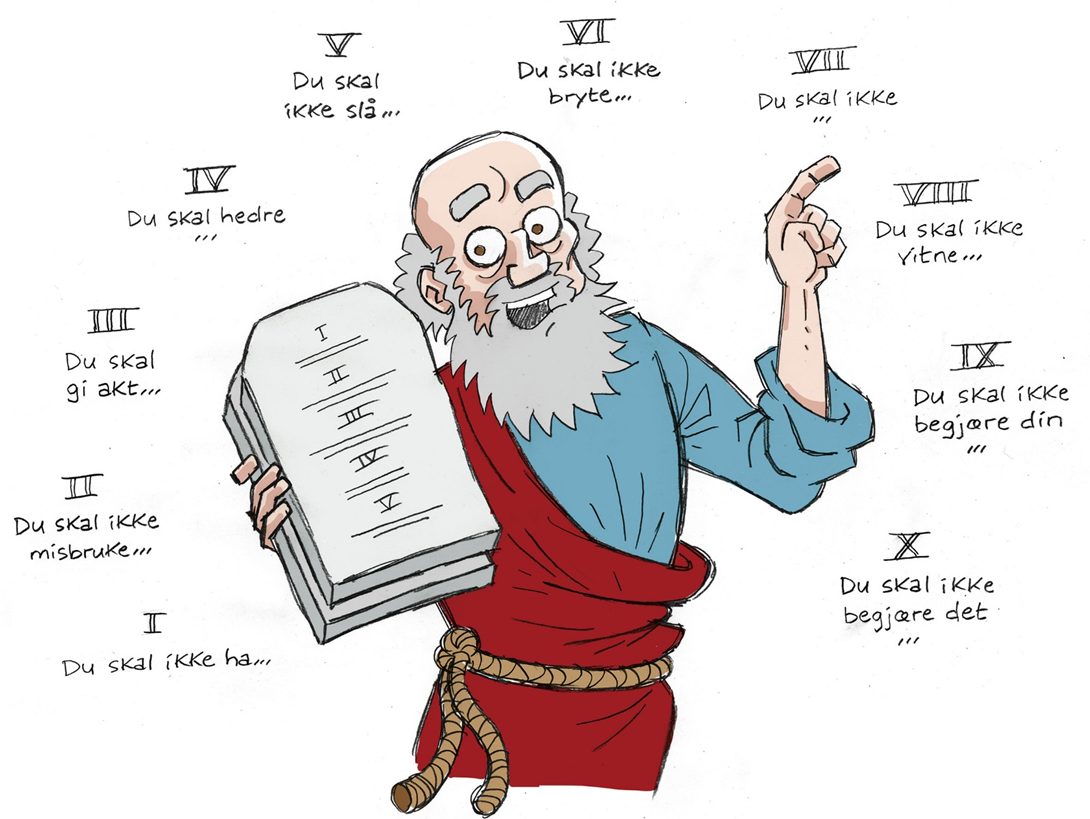 I
Du skal ikke ha...
II
Du skal ikke
misbruke...
III
Du skal
gi akt...
IV
Du skal hedre
...
V
Du skal
ikke slå...
VI
Du skal ikke
bryte...
VII
Du skal ikke
...
VIII
Du skal ikke
vitne...
IX
Du skal ikke
begjære din
...
X
Du skal ikke
begjære det
...
I
II
III
IV
V